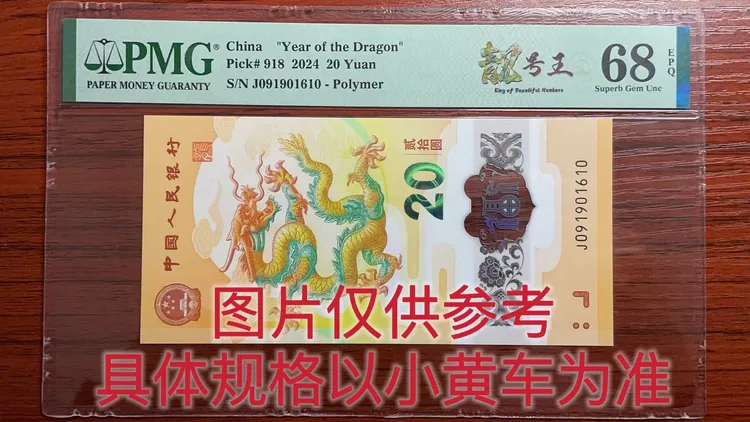 PMG
PAPER MONEY GUARANTY
China "Year of the Dragon"
Pick# 918 2024 20 Yuan
S/N J091901610 - Polymer
靓号王
King of Beautiful Numbers
68
EPQ
Superb Gem Unc
中国人民银行
贰拾圆
20
J091901610
图片仅供参考
具体规格以小黄车为准